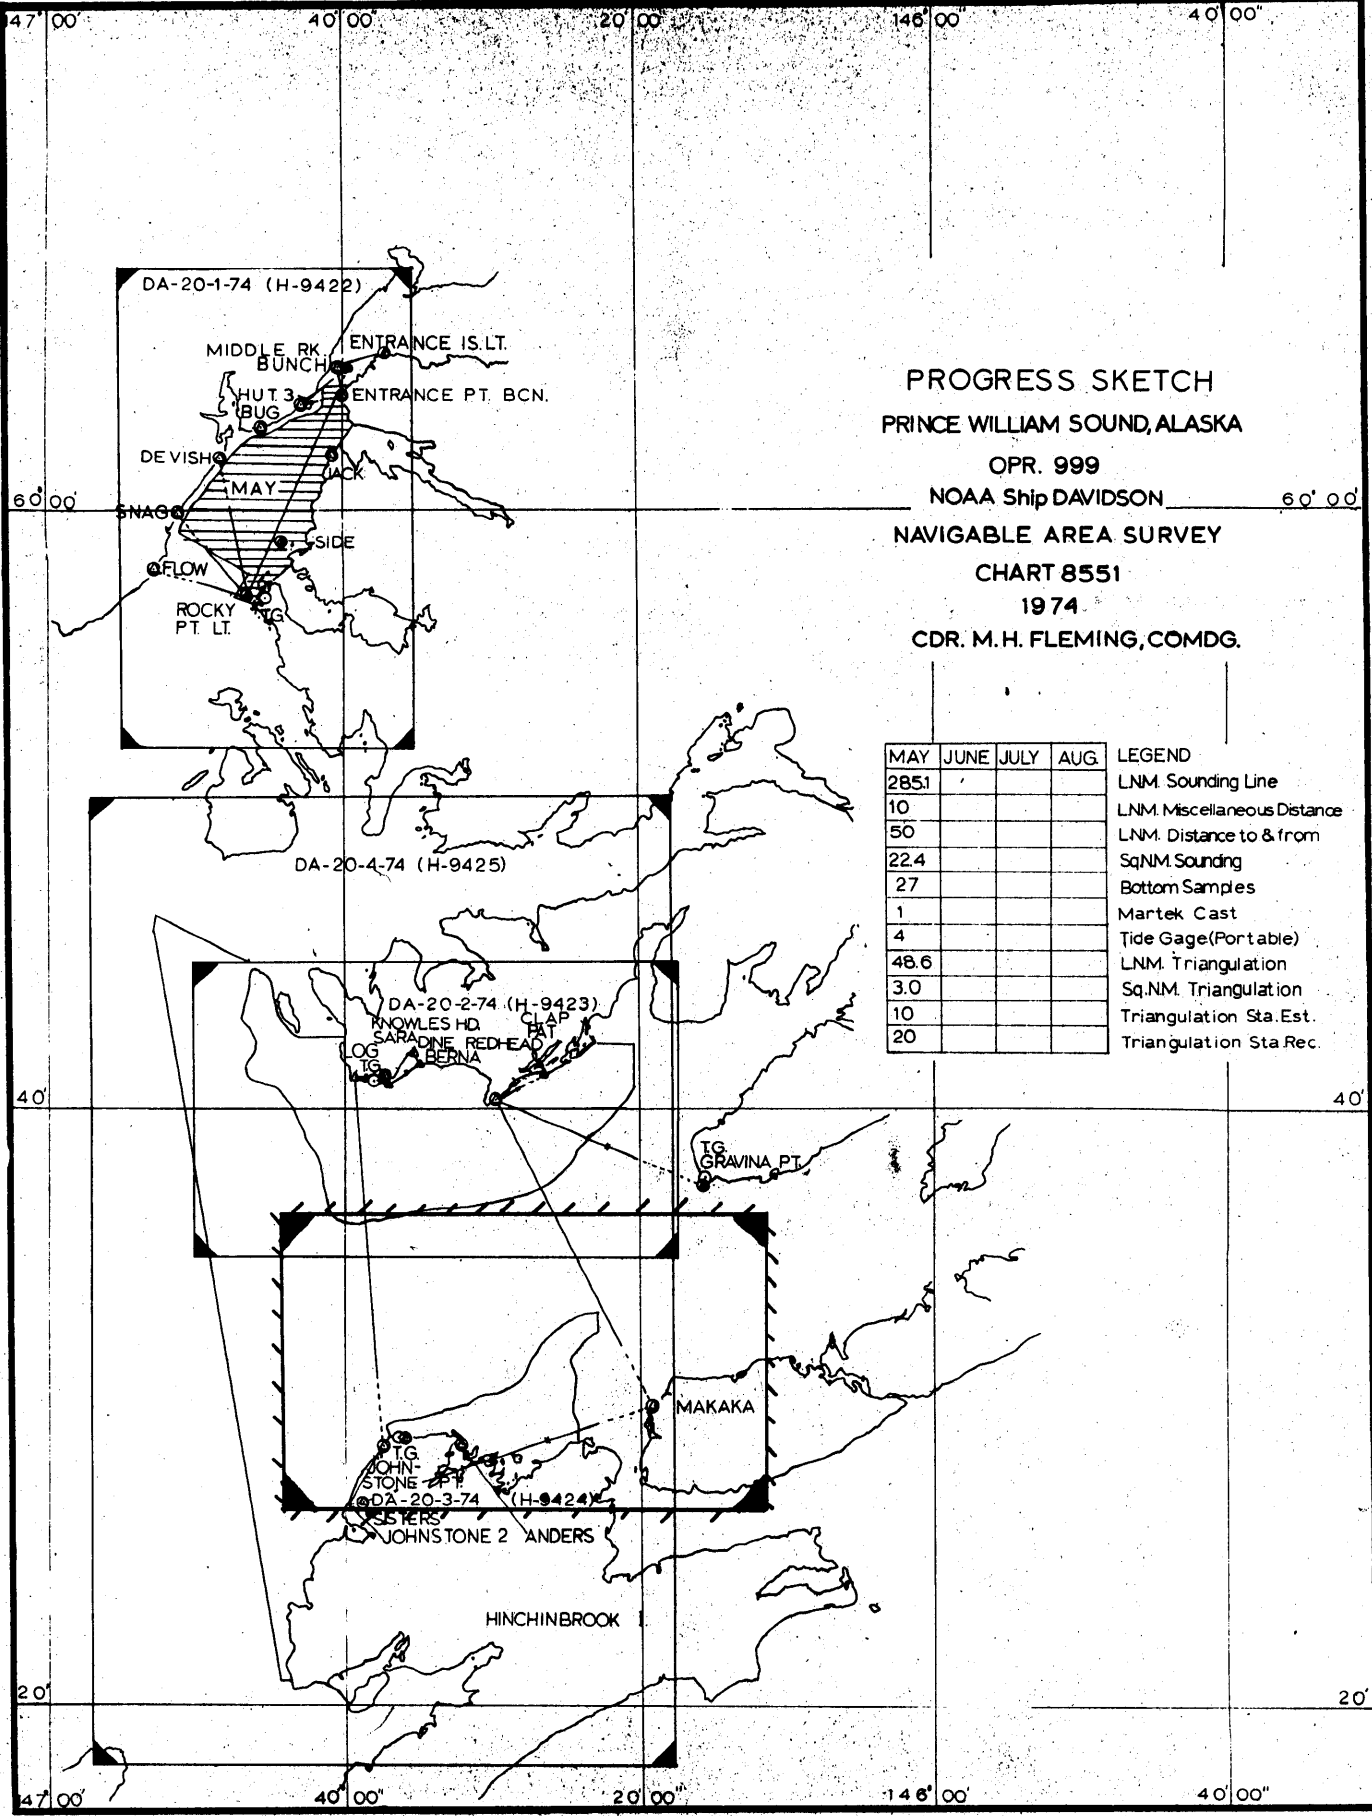 147°00' 40'00" 20'00" 146°00" 40'00"
DA-20-1-74 (H-9422)
MIDDLE RK. ENTRANCE IS. LT.
BUNCH
HUT 3 ENTRANCE PT. BCN.
BUG
DEVISH
JACK
MAY
60°00' SNAG
SIDE
FLOW
ROCKY
PT. LT. TG
PROGRESS SKETCH
PRINCE WILLIAM SOUND, ALASKA
OPR. 999
NOAA Ship DAVIDSON 60°00'
NAVIGABLE AREA SURVEY
CHART 8551
1974
CDR. M. H. FLEMING, COMDG.
MAY JUNE JULY AUG. LEGEND
285.1 LNM. Sounding Line
10 LNM. Miscellaneous Distance
50 LNM. Distance to & from
22.4 Sq.NM. Sounding
27 Bottom Samples
1 Martek Cast
4 Tide Gage (Portable)
48.6 LNM. Triangulation
3.0 Sq.NM. Triangulation
10 Triangulation Sta. Est.
20 Triangulation Sta. Rec.
DA-20-4-74 (H-9425)
DA-20-2-74 (H-9423)
KNOWLES HD. CLAP
SARADINE REDHEAD PAT
LOG BERNA
T.G.
40' 40'
T.G.
GRAVINA PT.
MAKAKA
T.G.
JOHN-
STONE PT.
DA-20-3-74 (H-9424)
SISTERS
JOHNSTONE 2 ANDERS
HINCHINBROOK I.
20' 20'
147°00' 40'00" 20'00" 146°00" 40'00"